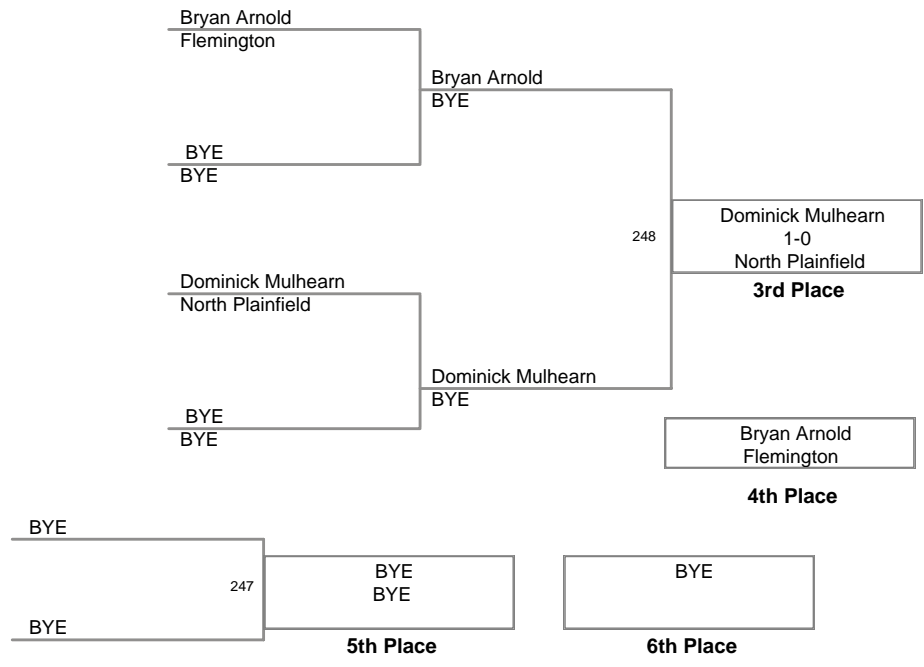 Bryan Arnold
Flemington
Bryan Arnold
BYE
BYE
BYE
248
Dominick Mulhearn
1-0
North Plainfield
3rd Place
Dominick Mulhearn
North Plainfield
Dominick Mulhearn
BYE
BYE
BYE
Bryan Arnold
Flemington
4th Place
BYE
247
BYE
BYE
BYE
5th Place
BYE
6th Place